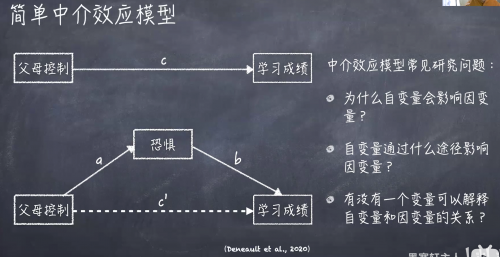 简单中介效应模型
父母控制
c
学习成绩
恐惧
a
b
父母控制
c'
学习成绩
(Deneault et al., 2020)
中介效应模型常见研究问题：
为什么自变量会影响因变
量？
自变量通过什么途径影响
因变量？
有没有一个变量可以解释
自变量和因变量的关系？